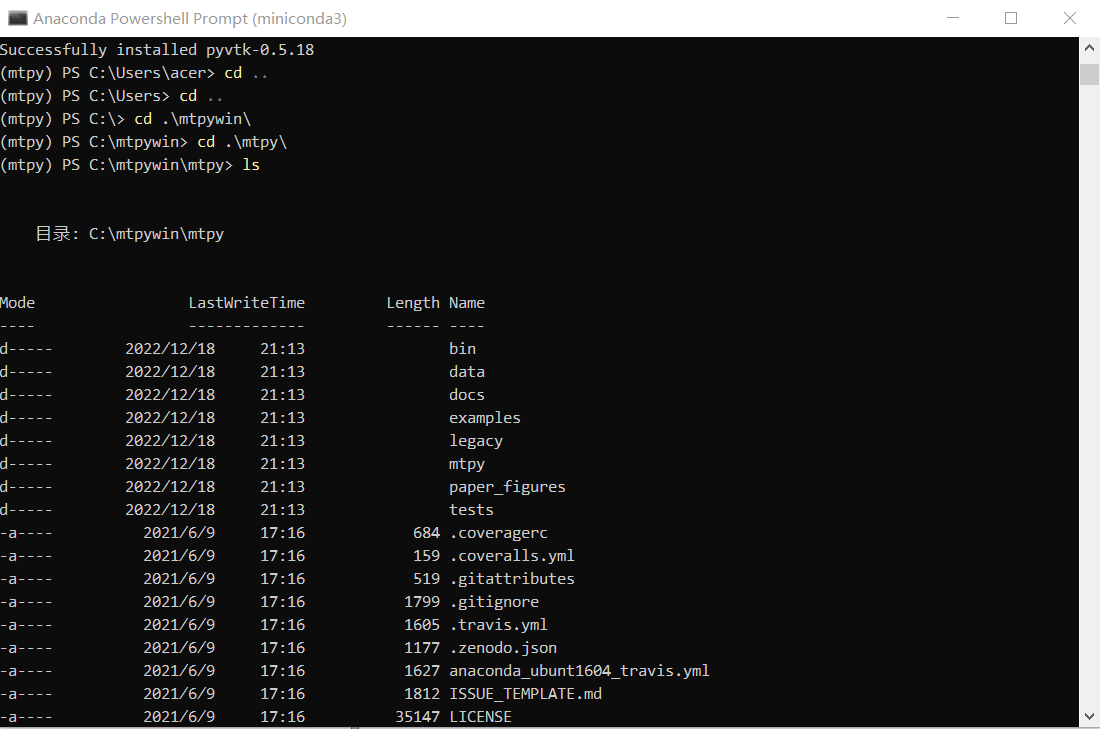 Anaconda Powershell Prompt (miniconda3)
Successfully installed pyvtk-0.5.18
(mtpy) PS C:\Users\acer> cd ..
(mtpy) PS C:\Users> cd ..
(mtpy) PS C:\> cd .\mtpywin\
(mtpy) PS C:\mtpywin> cd .\mtpy\
(mtpy) PS C:\mtpywin\mtpy> ls
目录: C:\mtpywin\mtpy
Mode LastWriteTime Length Name
---- ------------- ------ ----
d----- 2022/12/18 21:13 bin
d----- 2022/12/18 21:13 data
d----- 2022/12/18 21:13 docs
d----- 2022/12/18 21:13 examples
d----- 2022/12/18 21:13 legacy
d----- 2022/12/18 21:13 mtpy
d----- 2022/12/18 21:13 paper_figures
d----- 2022/12/18 21:13 tests
-a---- 2021/6/9 17:16 684 .coveragerc
-a---- 2021/6/9 17:16 159 .coveralls.yml
-a---- 2021/6/9 17:16 519 .gitattributes
-a---- 2021/6/9 17:16 1799 .gitignore
-a---- 2021/6/9 17:16 1605 .travis.yml
-a---- 2021/6/9 17:16 1177 .zenodo.json
-a---- 2021/6/9 17:16 1627 anaconda_ubunt1604_travis.yml
-a---- 2021/6/9 17:16 1812 ISSUE_TEMPLATE.md
-a---- 2021/6/9 17:16 35147 LICENSE